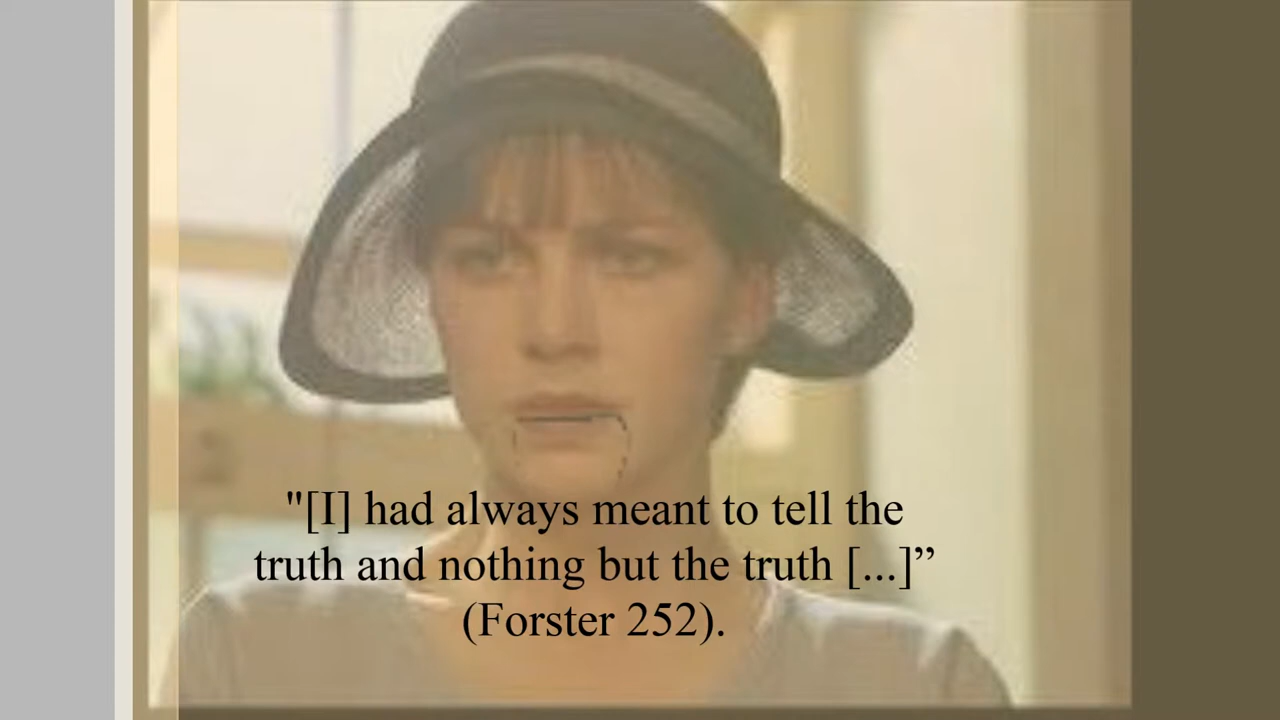 "[I] had always meant to tell the
truth and nothing but the truth [...]”
(Forster 252).